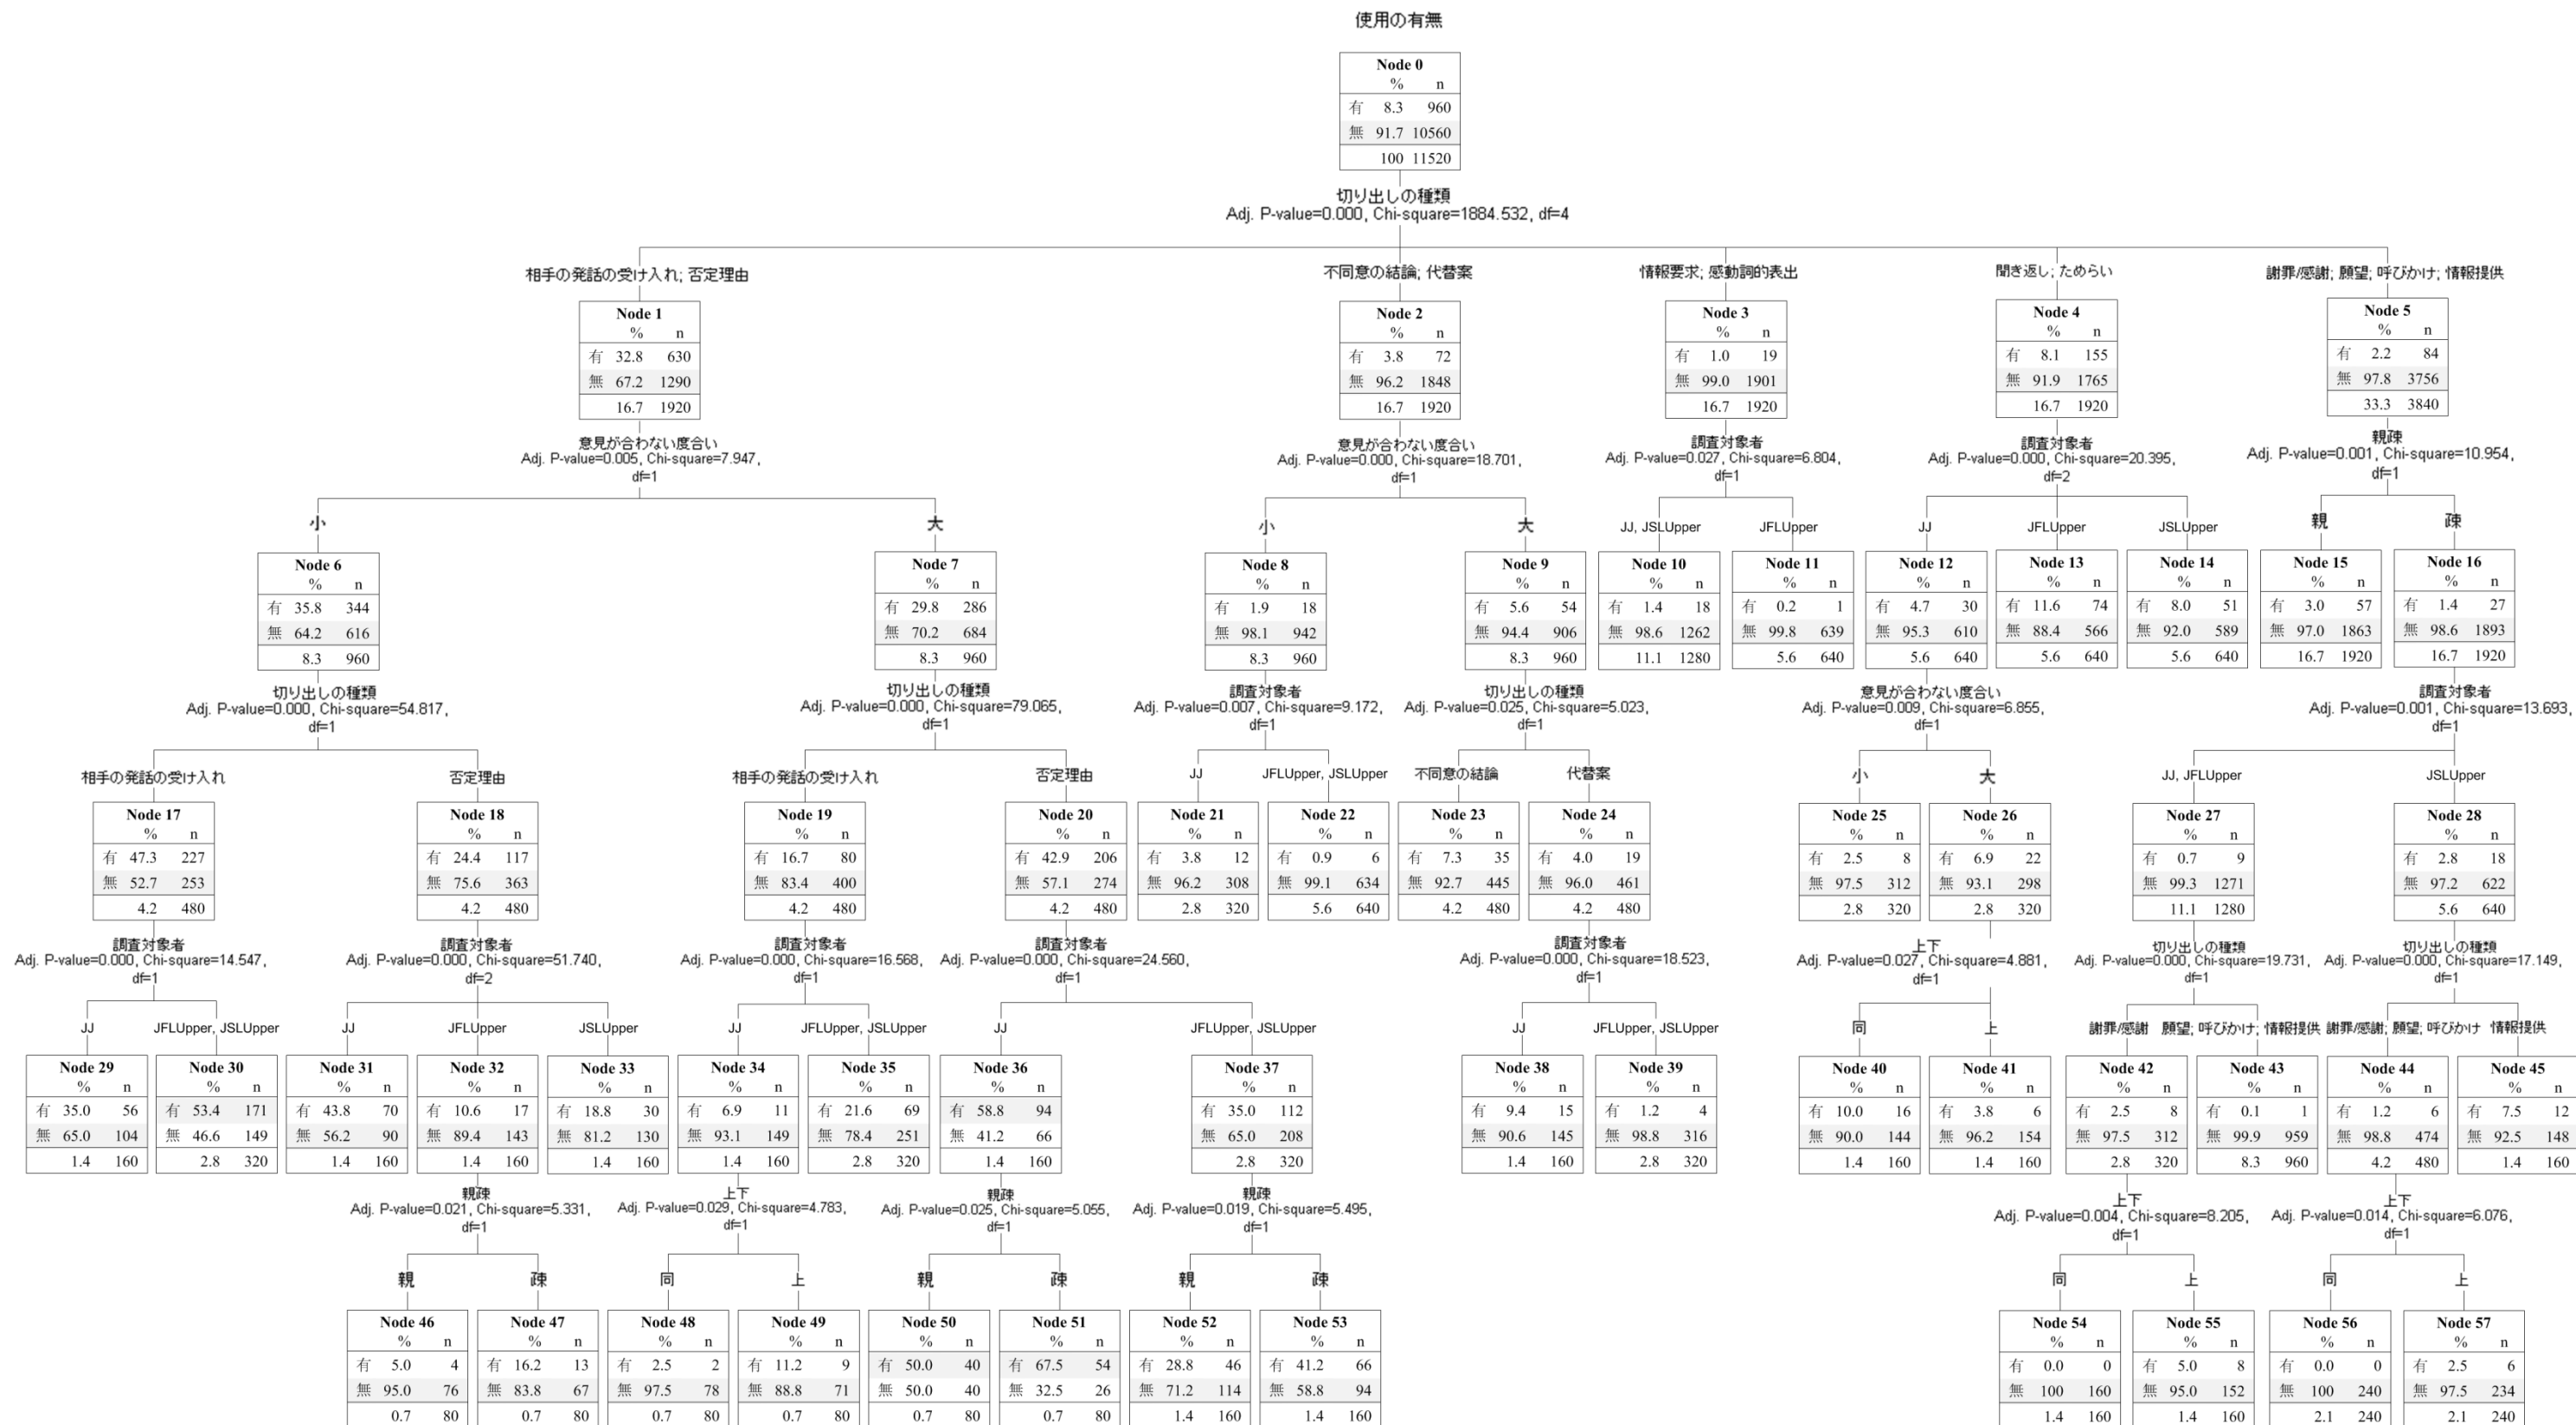 使用の有無
Node 0
% n
有 8.3 960
無 91.7 10560
100 11520
切り出しの種類
Adj. P-value=0.000, Chi-square=1884.532, df=4
相手の発話の受け入れ; 否定理由
Node 1
% n
有 32.8 630
無 67.2 1290
16.7 1920
意見が合わない度合い
Adj. P-value=0.005, Chi-square=7.947,
df=1
不同意の結論; 代替案
Node 2
% n
有 3.8 72
無 96.2 1848
16.7 1920
意見が合わない度合い
Adj. P-value=0.000, Chi-square=18.701,
df=1
情報要求; 感動詞的表出
Node 3
% n
有 1.0 19
無 99.0 1901
16.7 1920
調査対象者
Adj. P-value=0.027, Chi-square=6.804,
df=1
聞き返し; ためらい
Node 4
% n
有 8.1 155
無 91.9 1765
16.7 1920
調査対象者
Adj. P-value=0.000, Chi-square=20.395,
df=2
謝罪/感謝; 願望; 呼びかけ; 情報提供
Node 5
% n
有 2.2 84
無 97.8 3756
33.3 3840
親疎
Adj. P-value=0.001, Chi-square=10.954,
df=1
小
Node 6
% n
有 35.8 344
無 64.2 616
8.3 960
切り出しの種類
Adj. P-value=0.000, Chi-square=54.817,
df=1
大
Node 7
% n
有 29.8 286
無 70.2 684
8.3 960
切り出しの種類
Adj. P-value=0.000, Chi-square=79.065,
df=1
小
Node 8
% n
有 1.9 18
無 98.1 942
8.3 960
調査対象者
Adj. P-value=0.007, Chi-square=9.172,
df=1
大
Node 9
% n
有 5.6 54
無 94.4 906
8.3 960
切り出しの種類
Adj. P-value=0.025, Chi-square=5.023,
df=1
JJ, JSLUpper
Node 10
% n
有 1.4 18
無 98.6 1262
11.1 1280
JFLUpper
Node 11
% n
有 0.2 1
無 99.8 639
5.6 640
JJ
Node 12
% n
有 4.7 30
無 95.3 610
5.6 640
意見が合わない度合い
Adj. P-value=0.009, Chi-square=6.855,
df=1
JFLUpper
Node 13
% n
有 11.6 74
無 88.4 566
5.6 640
JSLUpper
Node 14
% n
有 8.0 51
無 92.0 589
5.6 640
親
Node 15
% n
有 3.0 57
無 97.0 1863
16.7 1920
疎
Node 16
% n
有 1.4 27
無 98.6 1893
16.7 1920
調査対象者
Adj. P-value=0.001, Chi-square=13.693,
df=1
相手の発話の受け入れ
Node 17
% n
有 47.3 227
無 52.7 253
4.2 480
調査対象者
Adj. P-value=0.000, Chi-square=14.547,
df=1
否定理由
Node 18
% n
有 24.4 117
無 75.6 363
4.2 480
調査対象者
Adj. P-value=0.000, Chi-square=51.740,
df=2
相手の発話の受け入れ
Node 19
% n
有 16.7 80
無 83.4 400
4.2 480
調査対象者
Adj. P-value=0.000, Chi-square=16.568,
df=1
否定理由
Node 20
% n
有 42.9 206
無 57.1 274
4.2 480
調査対象者
Adj. P-value=0.000, Chi-square=24.560,
df=1
JJ
Node 21
% n
有 3.8 12
無 96.2 308
2.8 320
JFLUpper, JSLUpper
Node 22
% n
有 0.9 6
無 99.1 634
5.6 640
不同意の結論
Node 23
% n
有 7.3 35
無 92.7 445
4.2 480
代替案
Node 24
% n
有 4.0 19
無 96.0 461
4.2 480
調査対象者
Adj. P-value=0.000, Chi-square=18.523,
df=1
小
Node 25
% n
有 2.5 8
無 97.5 312
2.8 320
大
Node 26
% n
有 6.9 22
無 93.1 298
2.8 320
上下
Adj. P-value=0.027, Chi-square=4.881,
df=1
JJ, JFLUpper
Node 27
% n
有 0.7 9
無 99.3 1271
11.1 1280
切り出しの種類
Adj. P-value=0.000, Chi-square=19.731,
df=1
JSLUpper
Node 28
% n
有 2.8 18
無 97.2 622
5.6 640
切り出しの種類
Adj. P-value=0.000, Chi-square=17.149,
df=1
JJ
Node 29
% n
有 35.0 56
無 65.0 104
1.4 160
JFLUpper, JSLUpper
Node 30
% n
有 53.4 171
無 46.6 149
2.8 320
JJ
Node 31
% n
有 43.8 70
無 56.2 90
1.4 160
JFLUpper
Node 32
% n
有 10.6 17
無 89.4 143
1.4 160
親疎
Adj. P-value=0.021, Chi-square=5.331,
df=1
JSLUpper
Node 33
% n
有 18.8 30
無 81.2 130
1.4 160
JJ
Node 34
% n
有 6.9 11
無 93.1 149
1.4 160
上下
Adj. P-value=0.029, Chi-square=4.783,
df=1
JFLUpper, JSLUpper
Node 35
% n
有 21.6 69
無 78.4 251
2.8 320
JJ
Node 36
% n
有 58.8 94
無 41.2 66
1.4 160
親疎
Adj. P-value=0.025, Chi-square=5.055,
df=1
JFLUpper, JSLUpper
Node 37
% n
有 35.0 112
無 65.0 208
2.8 320
親疎
Adj. P-value=0.019, Chi-square=5.495,
df=1
JJ
Node 38
% n
有 9.4 15
無 90.6 145
1.4 160
JFLUpper, JSLUpper
Node 39
% n
有 1.2 4
無 98.8 316
2.8 320
同
Node 40
% n
有 10.0 16
無 90.0 144
1.4 160
上
Node 41
% n
有 3.8 6
無 96.2 154
1.4 160
謝罪/感謝
Node 42
% n
有 2.5 8
無 97.5 312
2.8 320
上下
Adj. P-value=0.004, Chi-square=8.205,
df=1
願望; 呼びかけ; 情報提供
Node 43
% n
有 0.1 1
無 99.9 959
8.3 960
謝罪/感謝; 願望; 呼びかけ
Node 44
% n
有 1.2 6
無 98.8 474
4.2 480
上下
Adj. P-value=0.014, Chi-square=6.076,
df=1
情報提供
Node 45
% n
有 7.5 12
無 92.5 148
1.4 160
親
Node 46
% n
有 5.0 4
無 95.0 76
0.7 80
疎
Node 47
% n
有 16.2 13
無 83.8 67
0.7 80
同
Node 48
% n
有 2.5 2
無 97.5 78
0.7 80
上
Node 49
% n
有 11.2 9
無 88.8 71
0.7 80
親
Node 50
% n
有 50.0 40
無 50.0 40
0.7 80
疎
Node 51
% n
有 67.5 54
無 32.5 26
0.7 80
親
Node 52
% n
有 28.8 46
無 71.2 114
1.4 160
疎
Node 53
% n
有 41.2 66
無 58.8 94
1.4 160
同
Node 54
% n
有 0.0 0
無 100 160
1.4 160
上
Node 55
% n
有 5.0 8
無 95.0 152
1.4 160
同
Node 56
% n
有 0.0 0
無 100 240
2.1 240
上
Node 57
% n
有 2.5 6
無 97.5 234
2.1 240